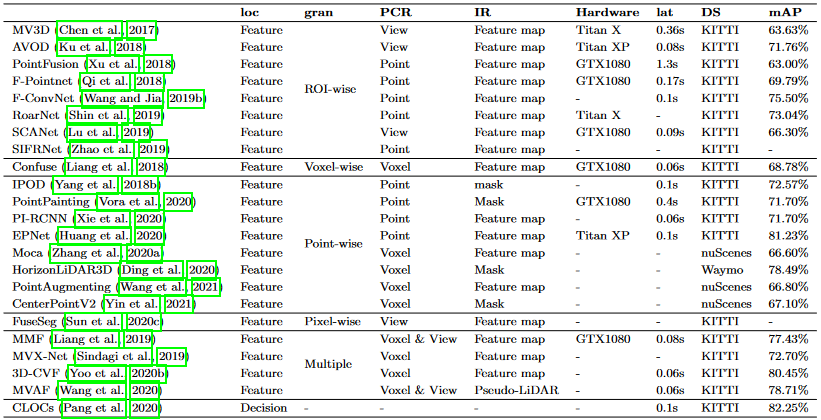 loc gran PCR IR Hardware lat DS mAP
MV3D (Chen et al., 2017) Feature View Feature map Titan X 0.36s KITTI 63.63%
AVOD (Ku et al., 2018) Feature View Feature map Titan XP 0.08s KITTI 71.76%
PointFusion (Xu et al., 2018) Feature Point Feature map GTX1080 1.3s KITTI 63.00%
F-Pointnet (Qi et al., 2018) Feature Point Feature map GTX1080 0.17s KITTI 69.79%
ROI-wise
F-ConvNet (Wang and Jia, 2019b) Feature Point Feature map - 0.1s KITTI 75.50%
RoarNet (Shin et al., 2019) Feature Point Feature map Titan X - KITTI 73.04%
SCANet (Lu et al., 2019) Feature View Feature map GTX1080 0.09s KITTI 66.30%
SIFRNet (Zhao et al., 2019) Feature Point Feature map - - KITTI -
Confuse (Liang et al., 2018) Feature Voxel-wise Voxel Feature map GTX1080 0.06s KITTI 68.78%
IPOD (Yang et al., 2018b) Feature Point mask - 0.1s KITTI 72.57%
PointPainting (Vora et al., 2020) Feature Point Mask GTX1080 0.4s KITTI 71.70%
PI-RCNN (Xie et al., 2020) Feature Point Feature map - 0.06s KITTI 71.70%
EPNet (Huang et al., 2020) Feature Point Feature map Titan XP 0.1s KITTI 81.23%
Point-wise
Moca (Zhang et al., 2020a) Feature Voxel Feature map - - nuScenes 66.60%
HorizonLiDAR3D (Ding et al., 2020) Feature Voxel Mask - - Waymo 78.49%
PointAugmenting (Wang et al., 2021) Feature Voxel Feature map - - nuScenes 66.80%
CenterPointV2 (Yin et al., 2021) Feature Voxel Mask - - nuScenes 67.10%
FuseSeg (Sun et al., 2020c) Feature Pixel-wise View Feature map - - KITTI -
MMF (Liang et al., 2019) Feature Voxel & View Feature map GTX1080 0.08s KITTI 77.43%
MVX-Net (Sindagi et al., 2019) Feature Voxel Feature map - - KITTI 72.70%
Multiple
3D-CVF (Yoo et al., 2020b) Feature Voxel Feature map - 0.06s KITTI 80.45%
MVAF (Wang et al., 2020) Feature Voxel & View Pseudo-LiDAR - 0.06s KITTI 78.71%
CLOCs (Pang et al., 2020) Decision - - - - 0.1s KITTI 82.25%